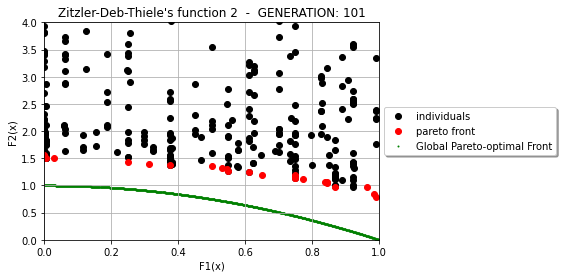 Zitzler-Deb-Thiele's function 2 - GENERATION: 101
4.0
3.5
3.0
2.5
2.0
1.5
1.0
0.5
0.0
F2(x)
0.0 0.2 0.4 0.6 0.8 1.0
F1(x)
individuals
pareto front
Global Pareto-optimal Front